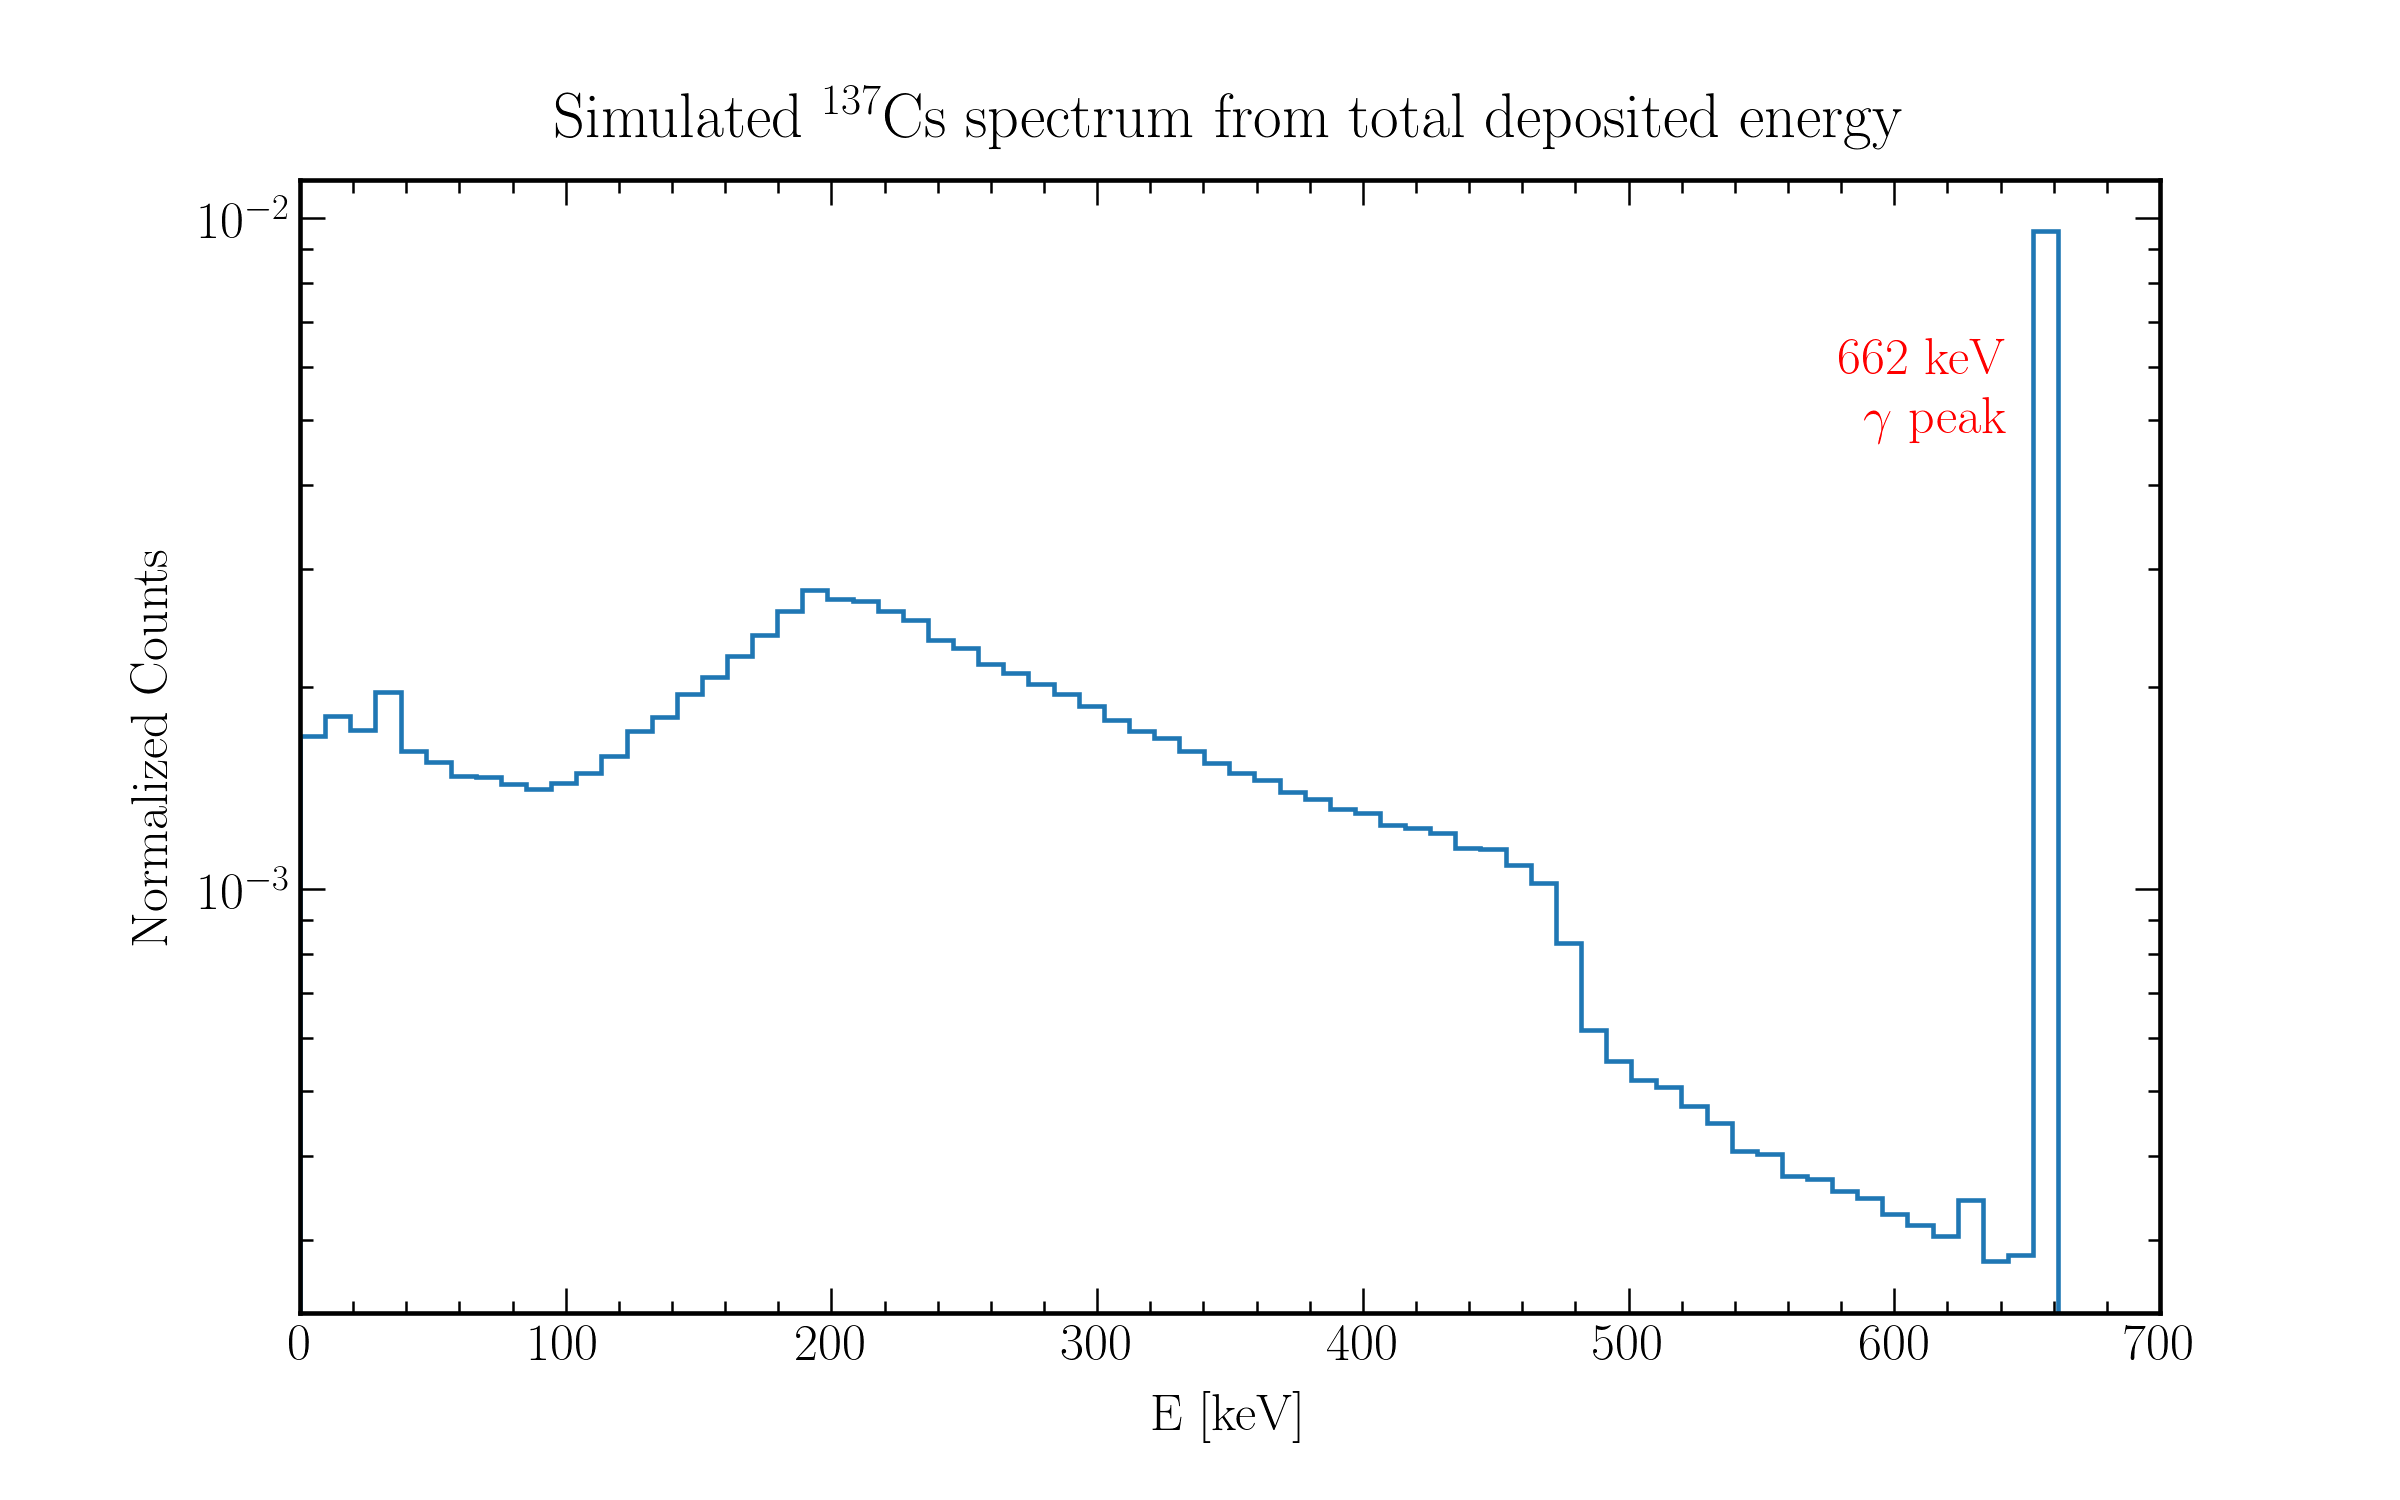 Simulated ¹³⁷Cs spectrum from total deposited energy
10⁻²
662 keV
γ peak
Normalized Counts
10⁻³
0 100 200 300 400 500 600 700
E [keV]